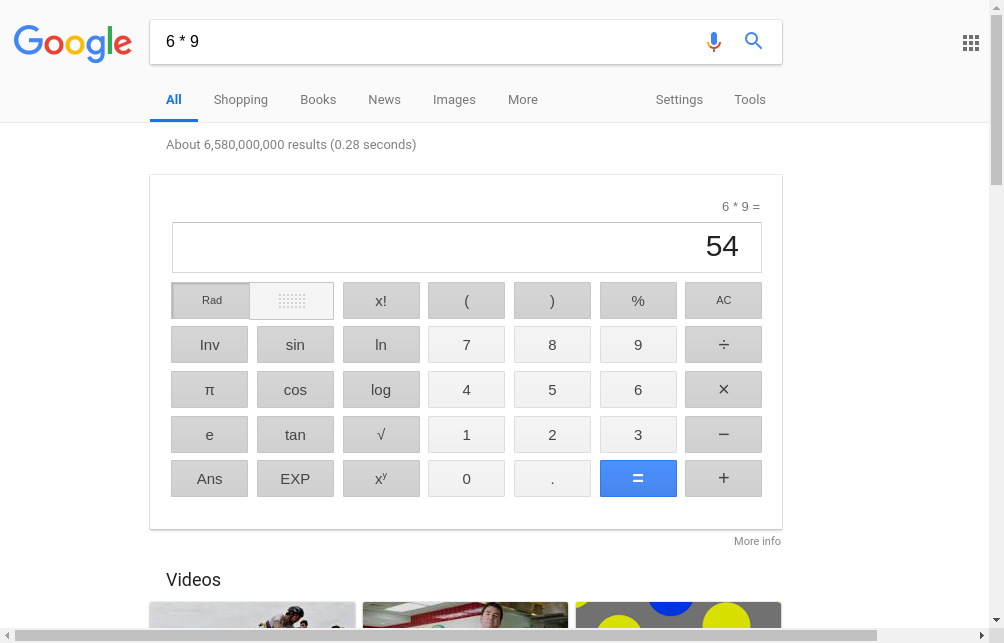 Google
6 * 9
All Shopping Books News Images More Settings Tools
About 6,580,000,000 results (0.28 seconds)
6 * 9 =
54
Rad x! ( ) % AC
Inv sin ln 7 8 9 ÷
π cos log 4 5 6 ×
e tan √ 1 2 3 −
Ans EXP xʸ 0 . = +
More info
Videos